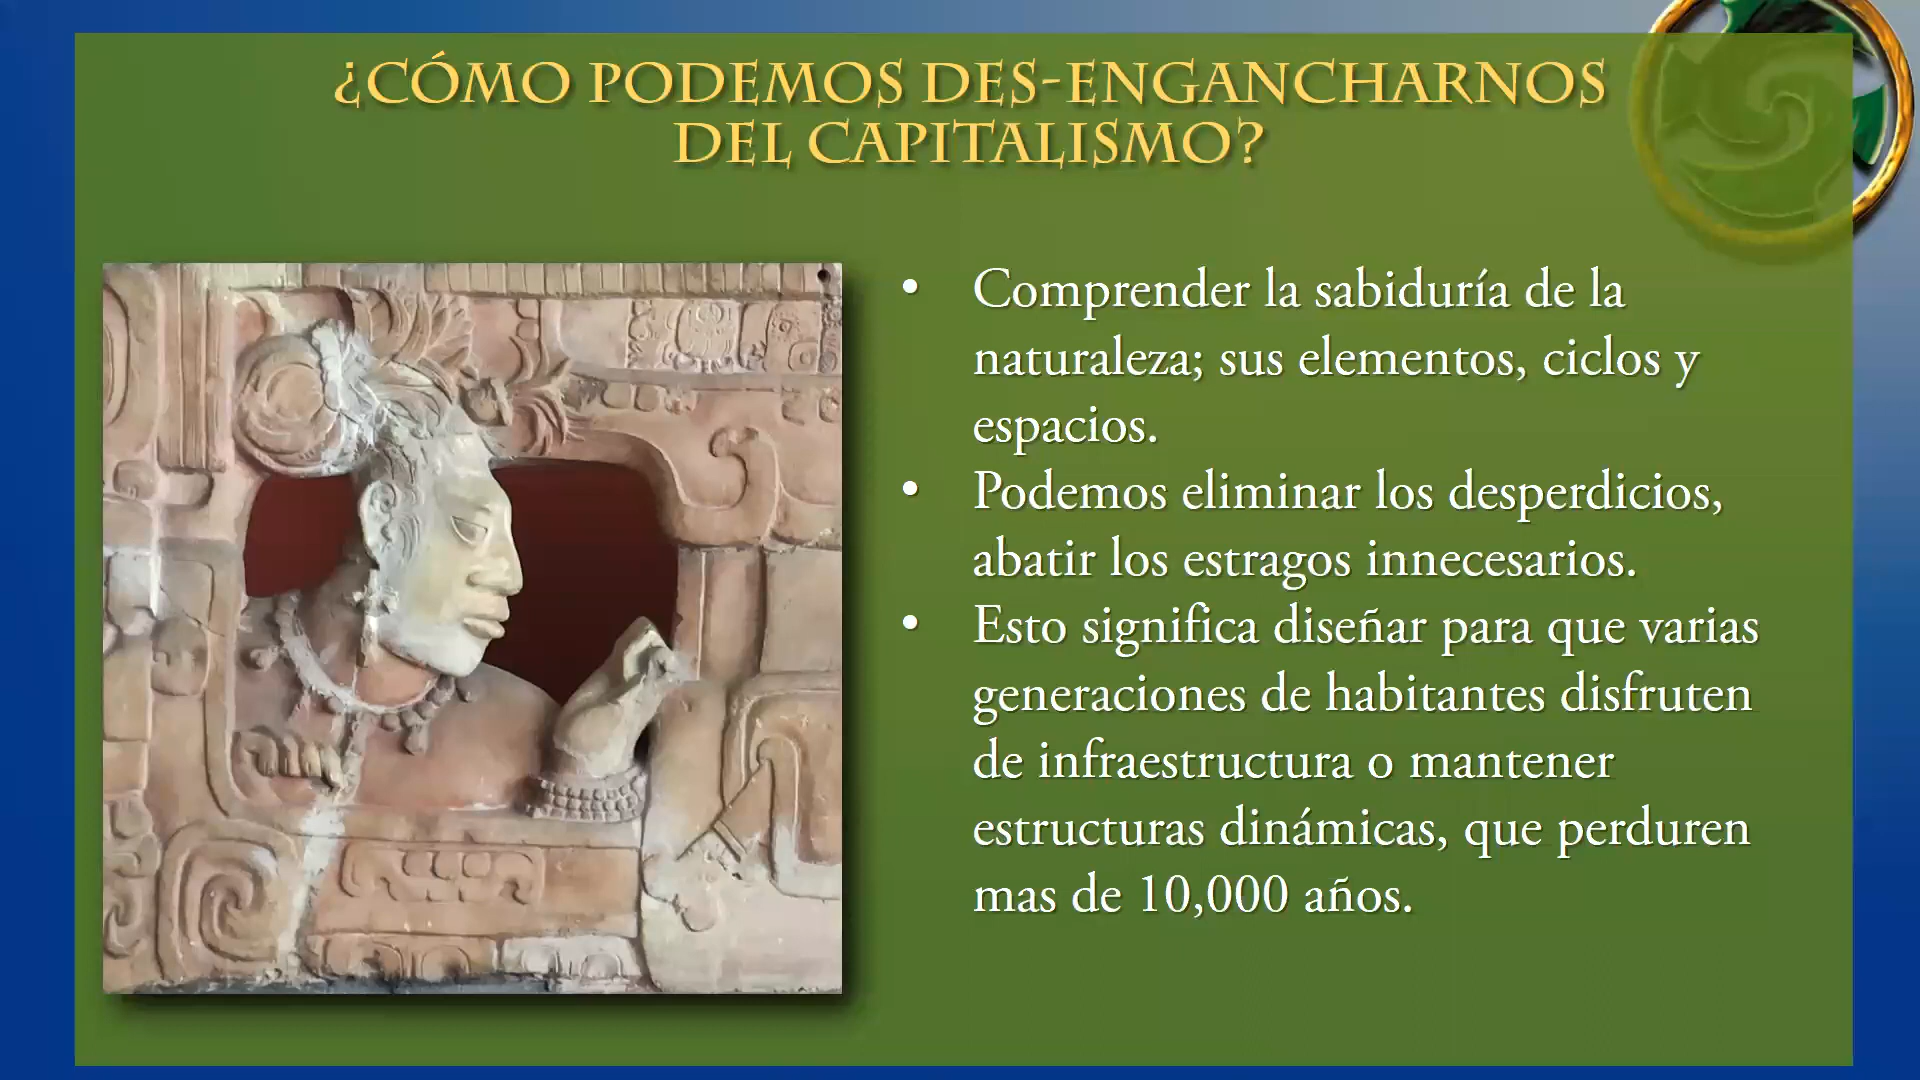 ¿CÓMO PODEMOS DES-ENGANCHARNOS
DEL CAPITALISMO?
• Comprender la sabiduría de la
naturaleza; sus elementos, ciclos y
espacios.
• Podemos eliminar los desperdicios,
abatir los estragos innecesarios.
• Esto significa diseñar para que varias
generaciones de habitantes disfruten
de infraestructura o mantener
estructuras dinámicas, que perduren
mas de 10,000 años.